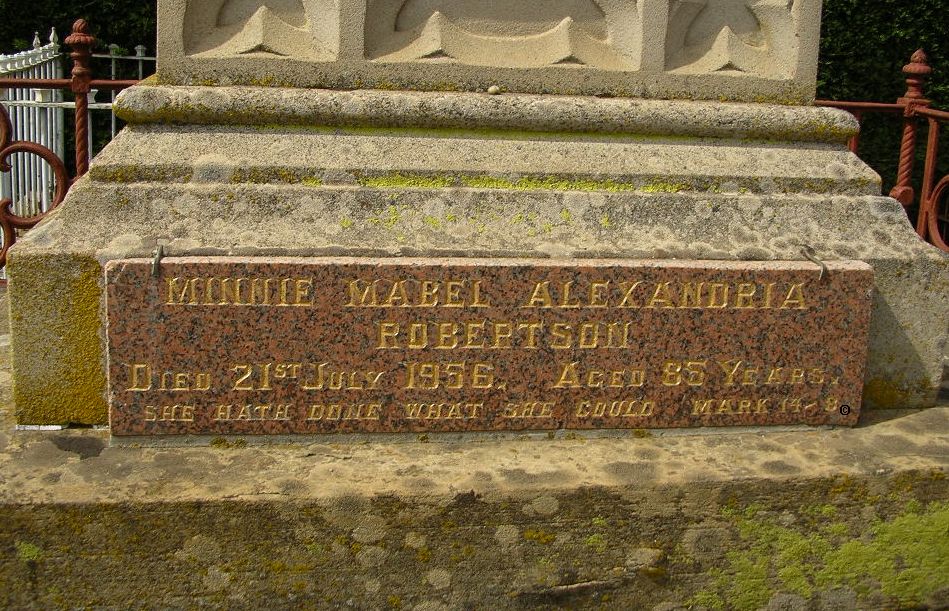 MINNIE MABEL ALEXANDRIA
ROBERTSON
DIED 21ST JULY 1956. AGED 85 YEARS.
SHE HATH DONE WHAT SHE COULD MARK 14-8
©